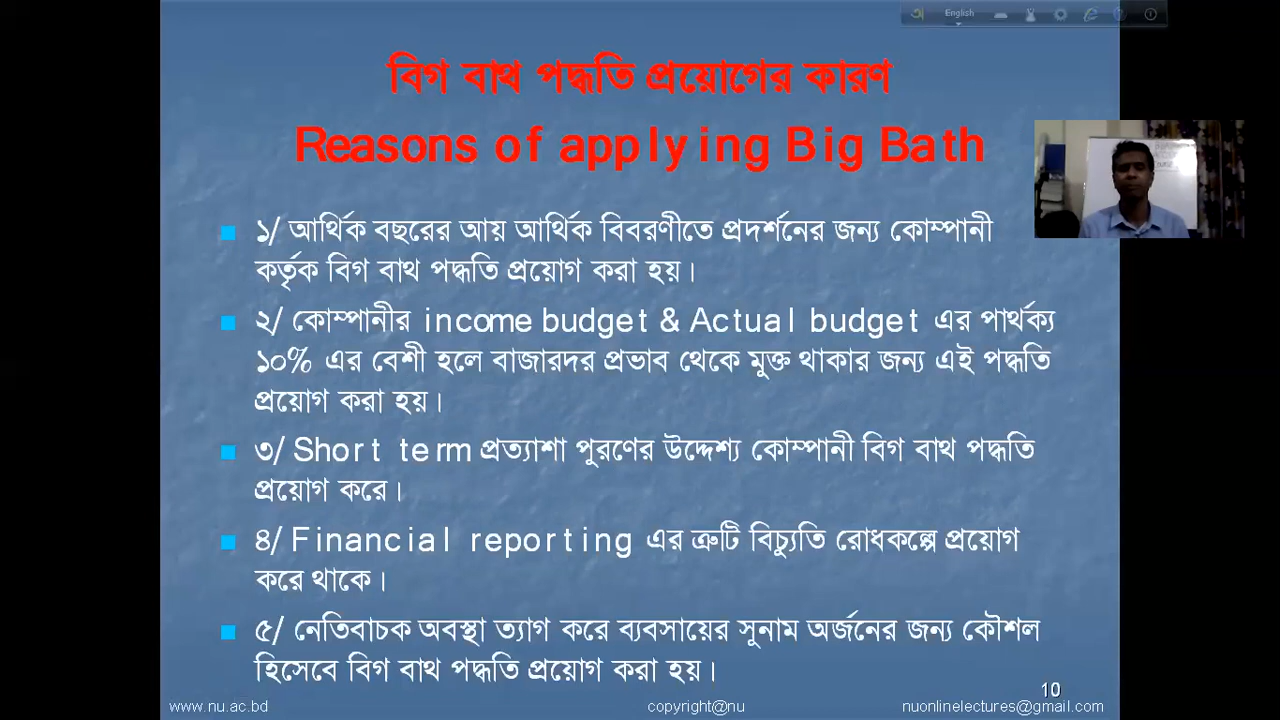 English
বিগ বাথ পদ্ধতি প্রয়োগের কারণ
Reasons of applying Big Bath
১/ আর্থিক বছরের আয় আর্থিক বিবরণীতে প্রদর্শনের জন্য কোম্পানী
কর্তৃক বিগ বাথ পদ্ধতি প্রয়োগ করা হয়।
২/ কোম্পানীর income budget & Actual budget এর পার্থক্য
১০% এর বেশী হলে বাজারদর প্রভাব থেকে মুক্ত থাকার জন্য এই পদ্ধতি
প্রয়োগ করা হয়।
৩/ Short term প্রত্যাশা পুরণের উদ্দেশ্য কোম্পানী বিগ বাথ পদ্ধতি
প্রয়োগ করে।
৪/ Financial reporting এর ত্রুটি বিচ্যুতি রোধকল্পে প্রয়োগ
করে থাকে।
৫/ নেতিবাচক অবস্থা ত্যাগ করে ব্যবসায়ের সুনাম অর্জনের জন্য কৌশল
হিসেবে বিগ বাথ পদ্ধতি প্রয়োগ করা হয়।
10
www.nu.ac.bd copyright@nu nuonlinelectures@gmail.com